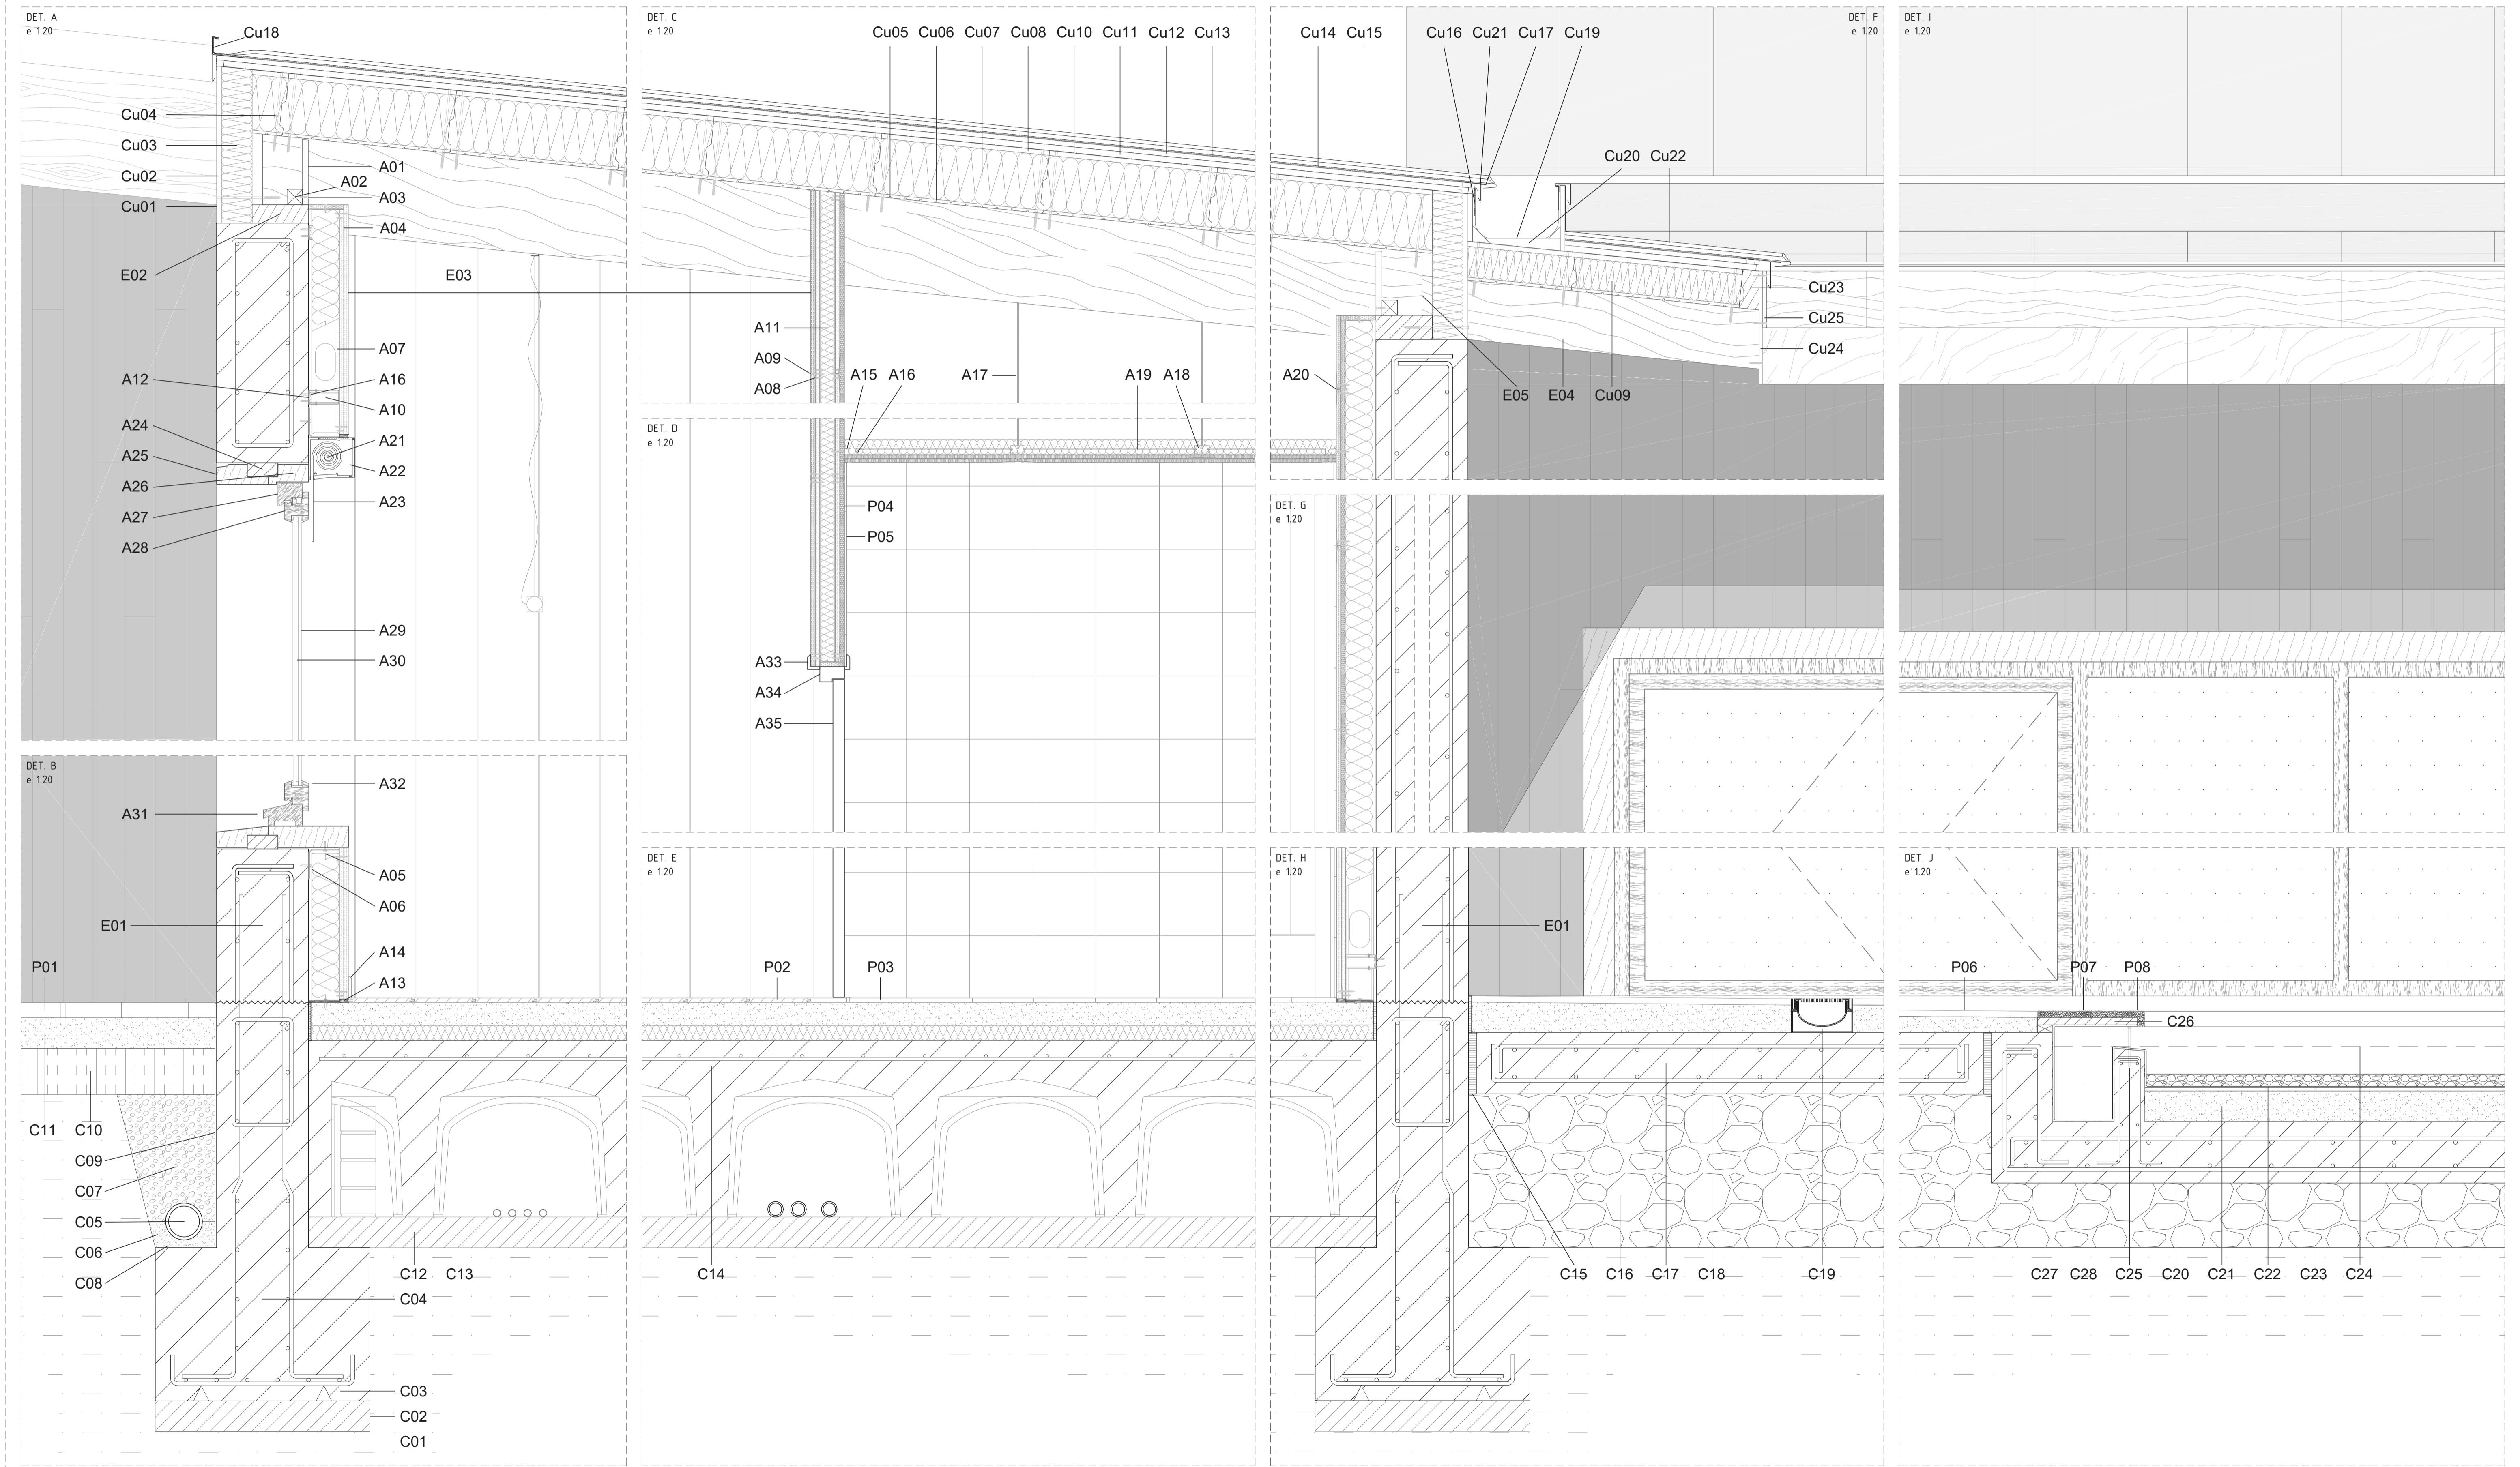 DET. A
e 1.20
Cu18
Cu04
Cu03
Cu02
Cu01
A01
A02
A03
A04
E02
E03
A07
A12
A16
A10
A24
A21
A25
A22
A26
A23
A27
A28
A29
A30
DET. B
e 1.20
A32
A31
A05
A06
E01
A14
P01
A13
C11 C10
C09
C07
C05
C06
C08
C12 C13
C04
C03
C02
C01
DET. C
e 1.20
Cu05 Cu06 Cu07 Cu08 Cu10 Cu11 Cu12 Cu13
A11
A09
A08
A15 A16 A17 A19 A18
DET. D
e 1.20
P04
P05
A33
A34
A35
DET. E
e 1.20
P02 P03
C14
DET. F
e 1.20
Cu14 Cu15 Cu16 Cu21 Cu17 Cu19
Cu20 Cu22
Cu23
Cu25
Cu24
A20
E05 E04 Cu09
DET. G
e 1.20
DET. H
e 1.20
E01
C15 C16 C17 C18 C19
DET. I
e 1.20
DET. J
e 1.20
P06 P07 P08
C26
C27 C28 C25 C20 C21 C22 C23 C24